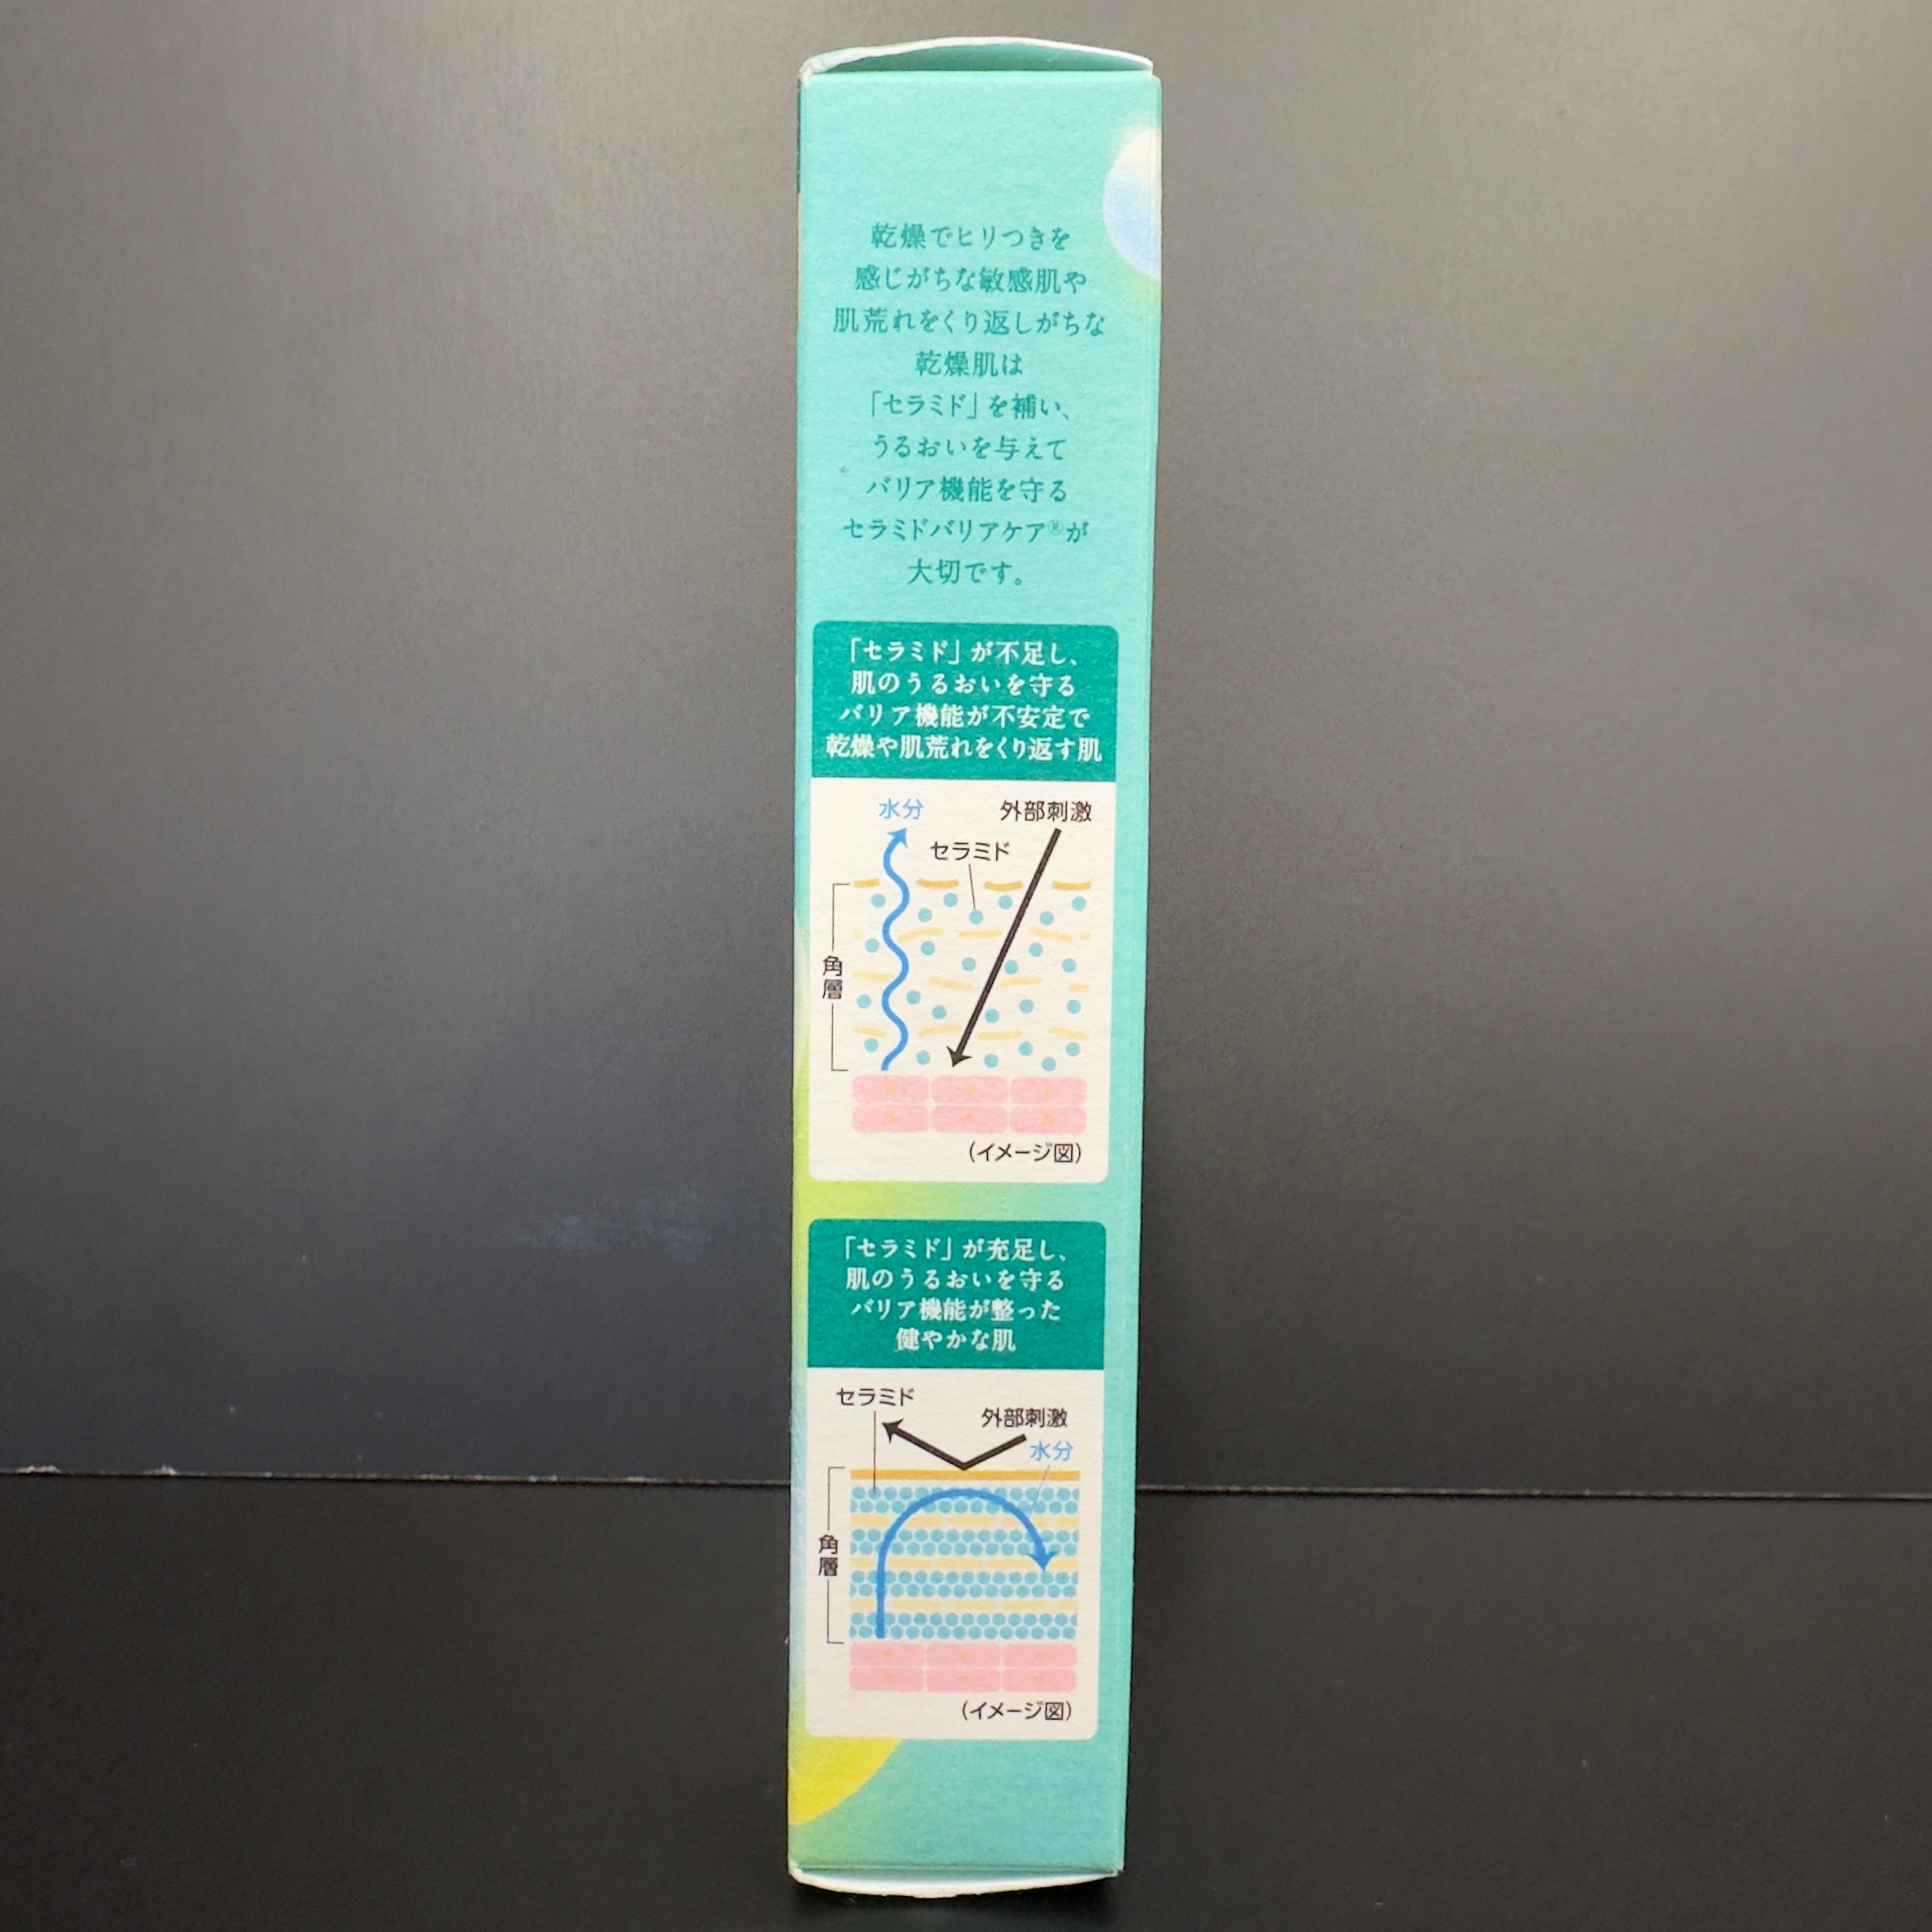 乾燥でヒリつきを
感じがちな敏感肌や
肌荒れをくり返しがちな
乾燥肌は
「セラミド」を補い、
うるおいを与えて
バリア機能を守る
セラミドバリアケア®が
大切です。
「セラミド」が不足し、
肌のうるおいを守る
バリア機能が不安定で
乾燥や肌荒れをくり返す肌
水分
外部刺激
セラミド
角層
(イメージ図)
「セラミド」が充足し、
肌のうるおいを守る
バリア機能が整った
健やかな肌
セラミド
外部刺激
水分
角層
(イメージ図)